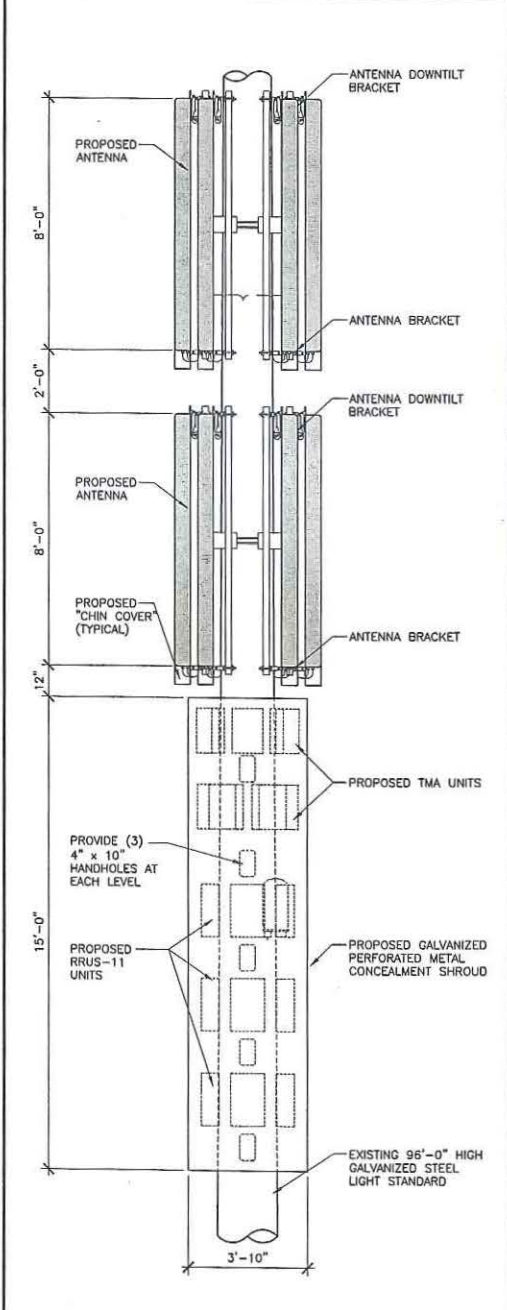 ANTENNA DOWNTILT
BRACKET
PROPOSED
ANTENNA
8'-0"
ANTENNA BRACKET
2'-0"
ANTENNA DOWNTILT
BRACKET
PROPOSED
ANTENNA
8'-0"
PROPOSED
"CHIN COVER"
(TYPICAL)
ANTENNA BRACKET
12"
PROPOSED TMA UNITS
PROVIDE (3)
4" x 10"
HANDHOLES AT
EACH LEVEL
15'-0"
PROPOSED
RRUS-11
UNITS
PROPOSED GALVANIZED
PERFORATED METAL
CONCEALMENT SHROUD
EXISTING 96'-0" HIGH
GALVANIZED STEEL
LIGHT STANDARD
3'-10"